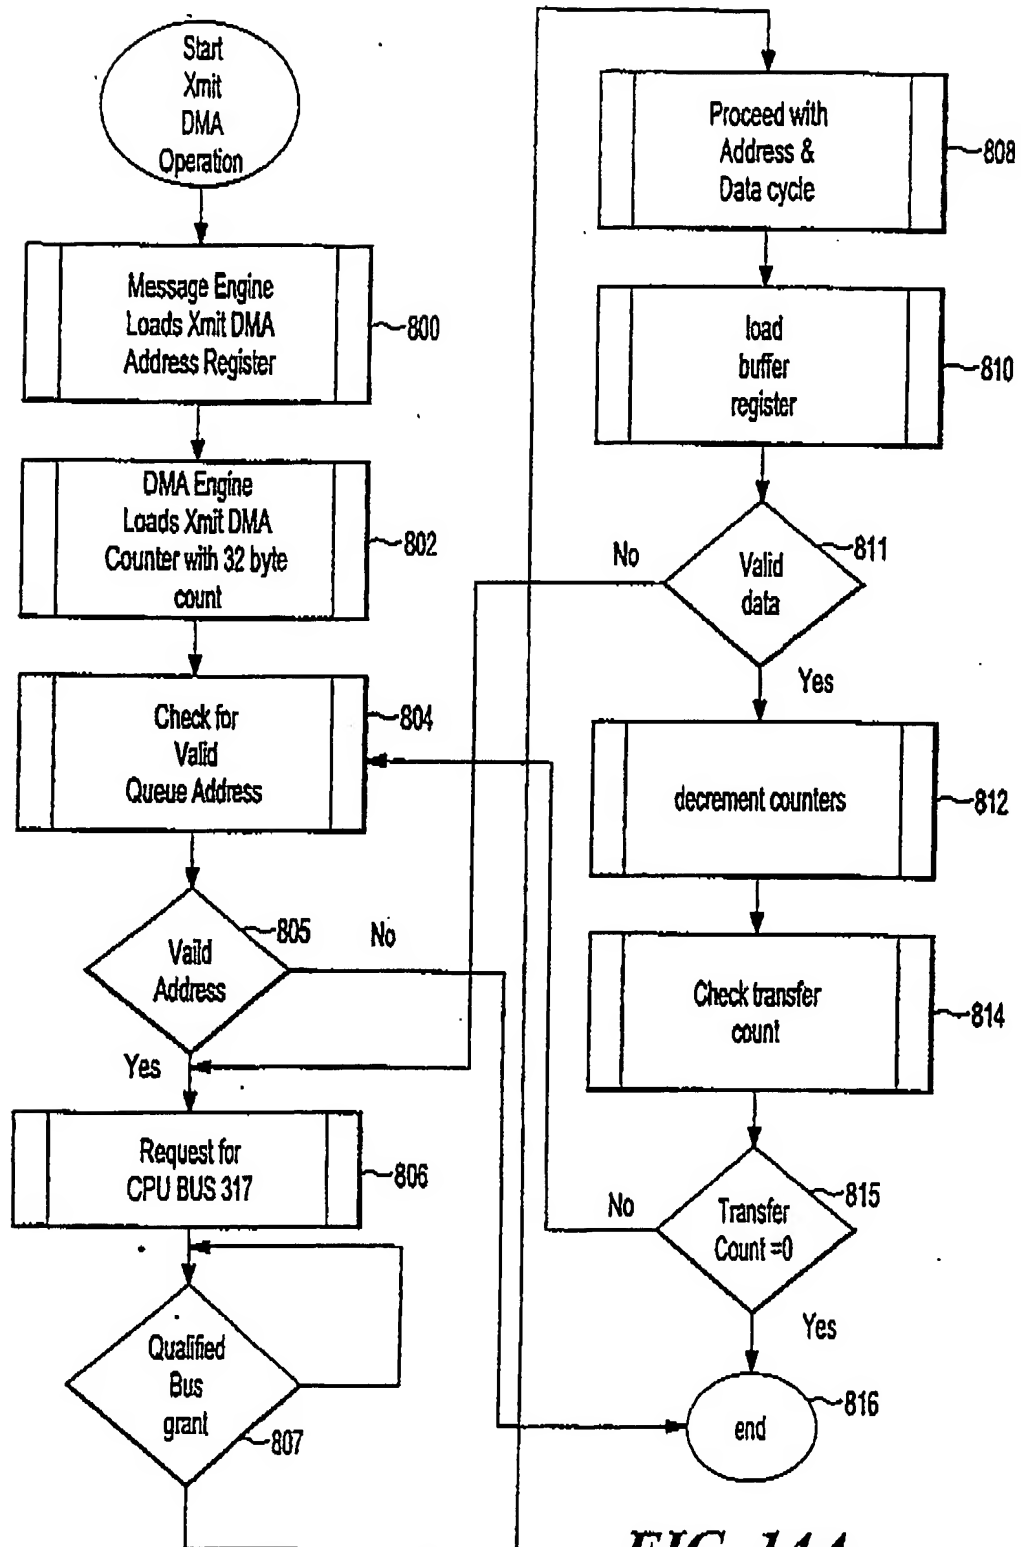 Start
Xmit
DMA
Operation
Message Engine
Loads Xmit DMA
Address Register
800
DMA Engine
Loads Xmit DMA
Counter with 32 byte
count
802
Check for
Valid
Queue Address
804
Vaild
Address
805
No
Yes
Request for
CPU BUS 317
806
Qualified
Bus
grant
807
Proceed with
Address &
Data cycle
808
load
buffer
register
810
Valid
data
811
No
Yes
decrement counters
812
Check transfer
count
814
Transfer
Count =0
815
No
Yes
end
816
FIG. 14A